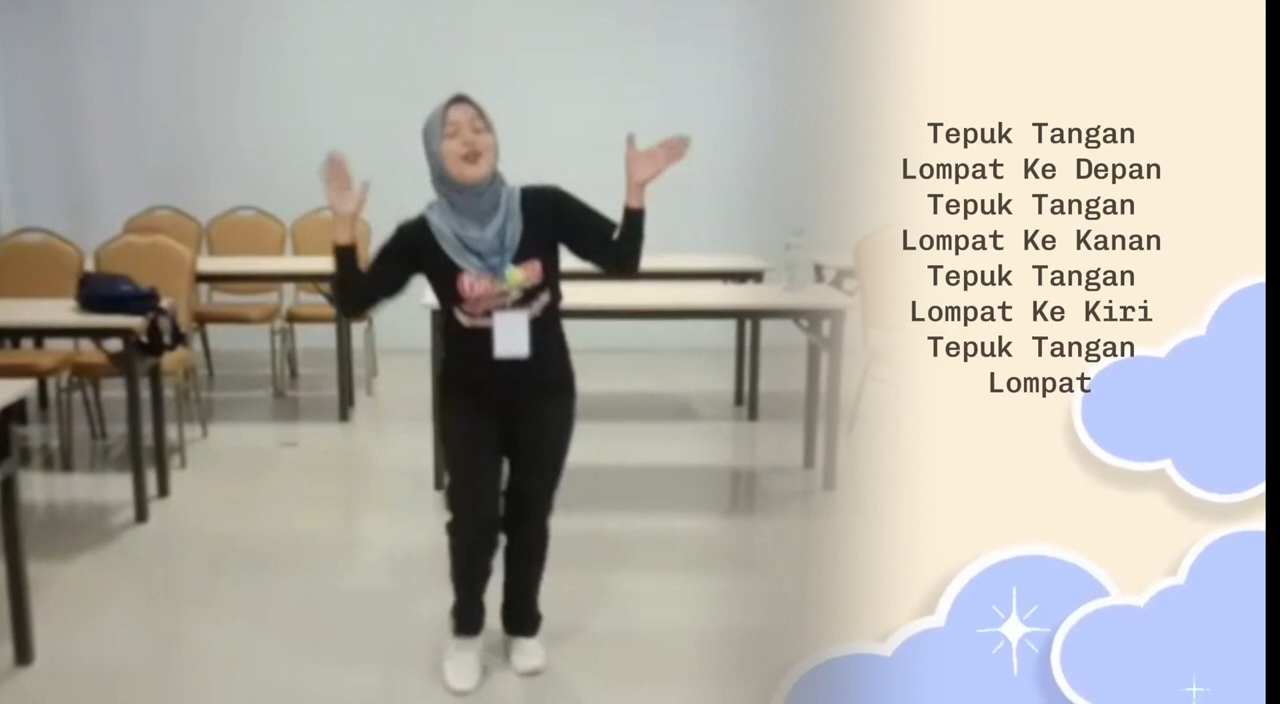 Tepuk Tangan
Lompat Ke Depan
Tepuk Tangan
Lompat Ke Kanan
Tepuk Tangan
Lompat Ke Kiri
Tepuk Tangan
Lompat